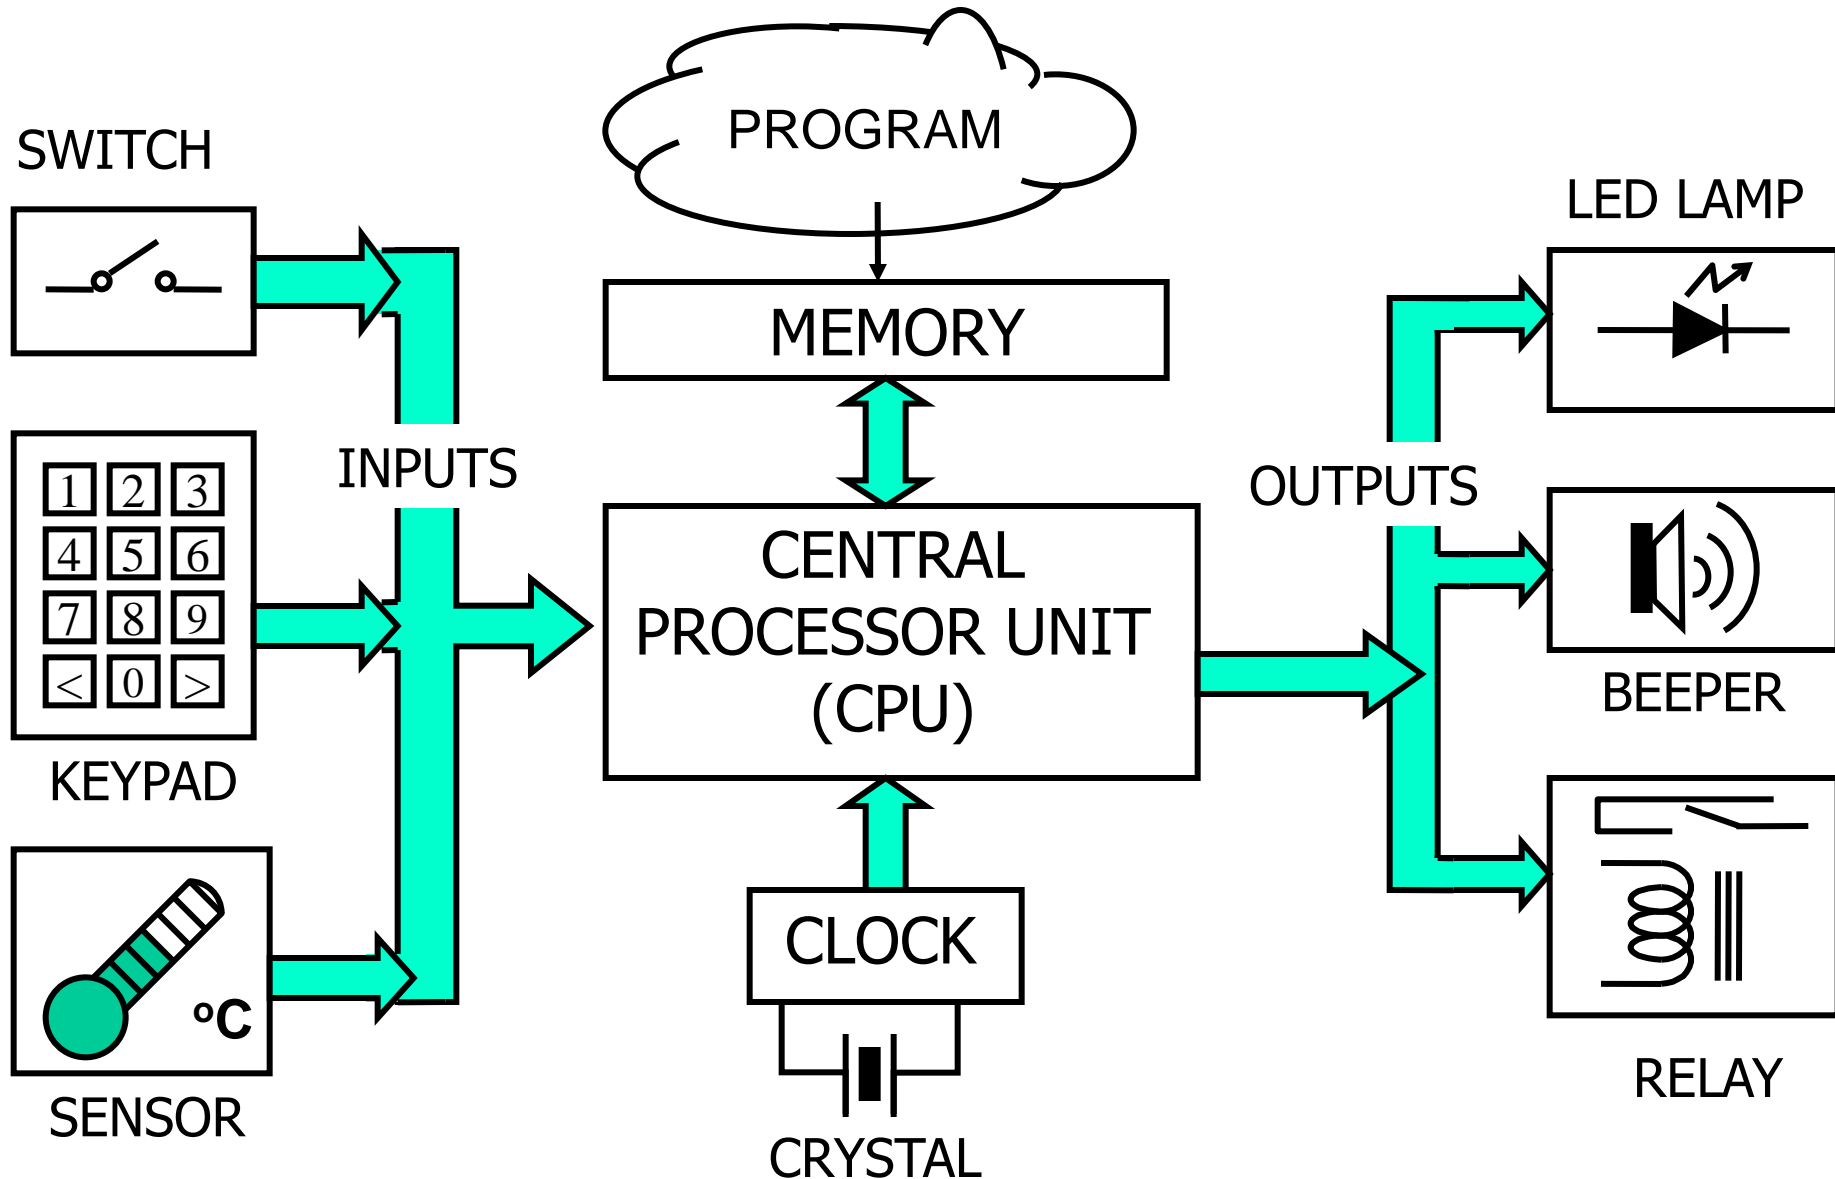 PROGRAM
SWITCH
LED LAMP
MEMORY
INPUTS
OUTPUTS
1 2 3
4 5 6
7 8 9
< 0 >
CENTRAL
PROCESSOR UNIT
(CPU)
BEEPER
KEYPAD
CLOCK
ºC
RELAY
SENSOR
CRYSTAL